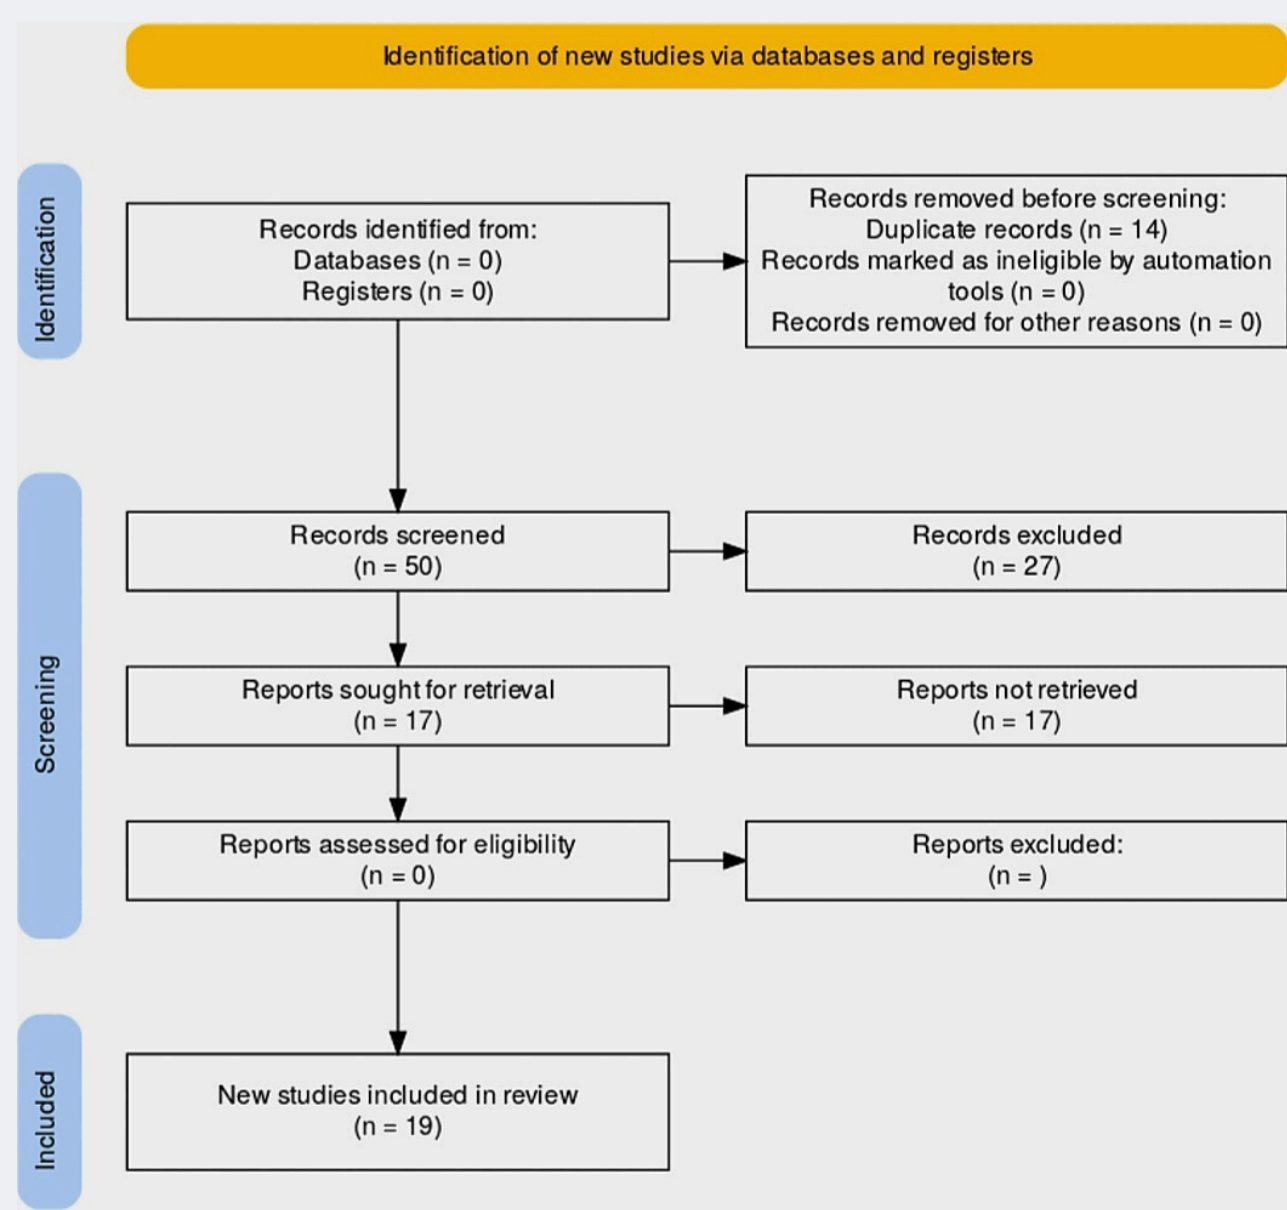 Identification of new studies via databases and registers
Identification
Records identified from:
Databases (n = 0)
Registers (n = 0)
Records removed before screening:
Duplicate records (n = 14)
Records marked as ineligible by automation
tools (n = 0)
Records removed for other reasons (n = 0)
Screening
Records screened
(n = 50)
Records excluded
(n = 27)
Reports sought for retrieval
(n = 17)
Reports not retrieved
(n = 17)
Reports assessed for eligibility
(n = 0)
Reports excluded:
(n = )
Included
New studies included in review
(n = 19)